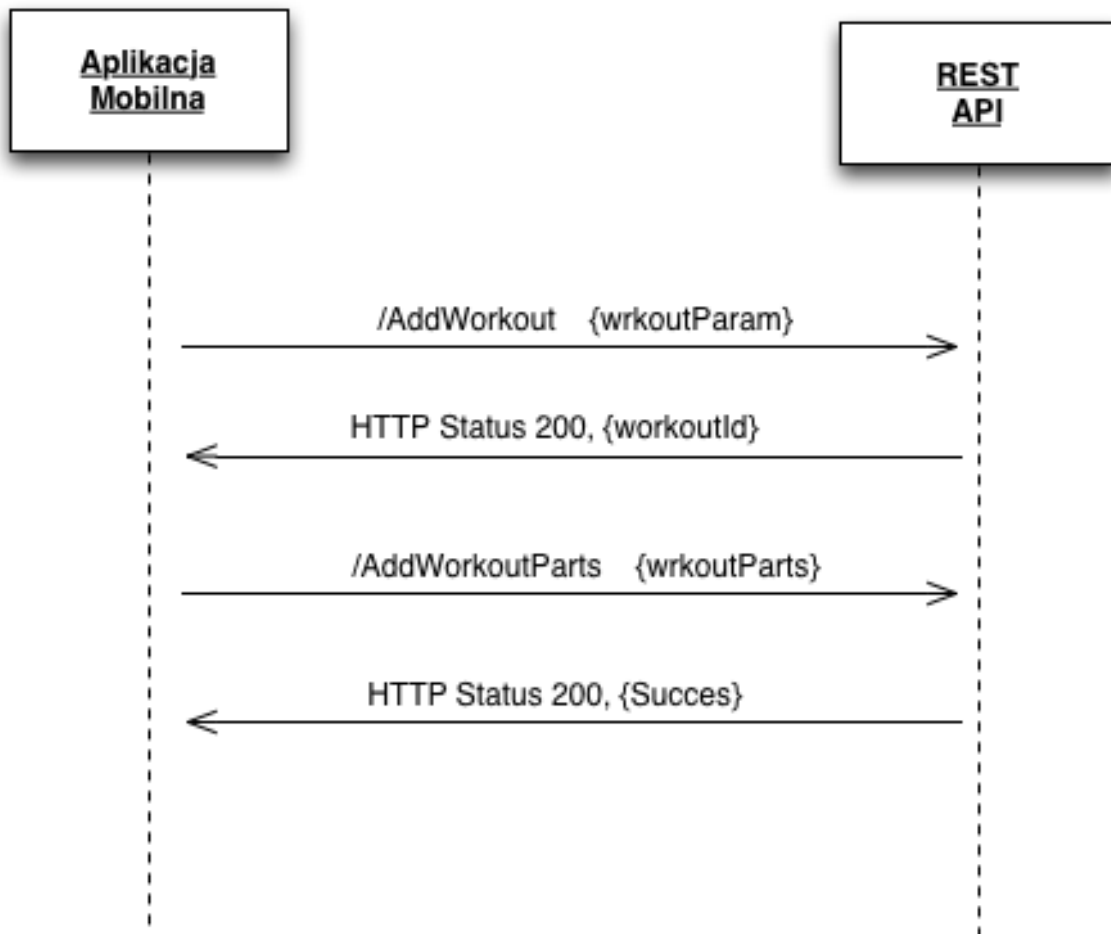 Aplikacja
Mobilna
REST
API
/AddWorkout {wrkoutParam}
HTTP Status 200, {workoutId}
/AddWorkoutParts {wrkoutParts}
HTTP Status 200, {Succes}